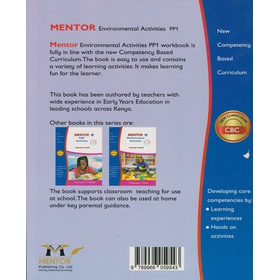 MENTOR Environmental Activities PP1
Mentor Environmental Activities PP1 workbook is
fully in line with the new Competency Based
Curriculum.The book is easy to use and contains
a variety of learning activities. It makes learning
fun for the learner.
This book has been authored by teachers with
wide experience in Early Years Education in
leading schools across Kenya.
Other books in this series are:
MENTOR
MENTOR
The book supports classroom teaching for use
at school. The book can also be used at home
under key parental guidance.
New
Competency
Based
Curriculum
CBC
Developing core
competencies by:
Learning
experiences
Hands on
activities
MENTOR
Publishing Co. Ltd
9 789966 059543